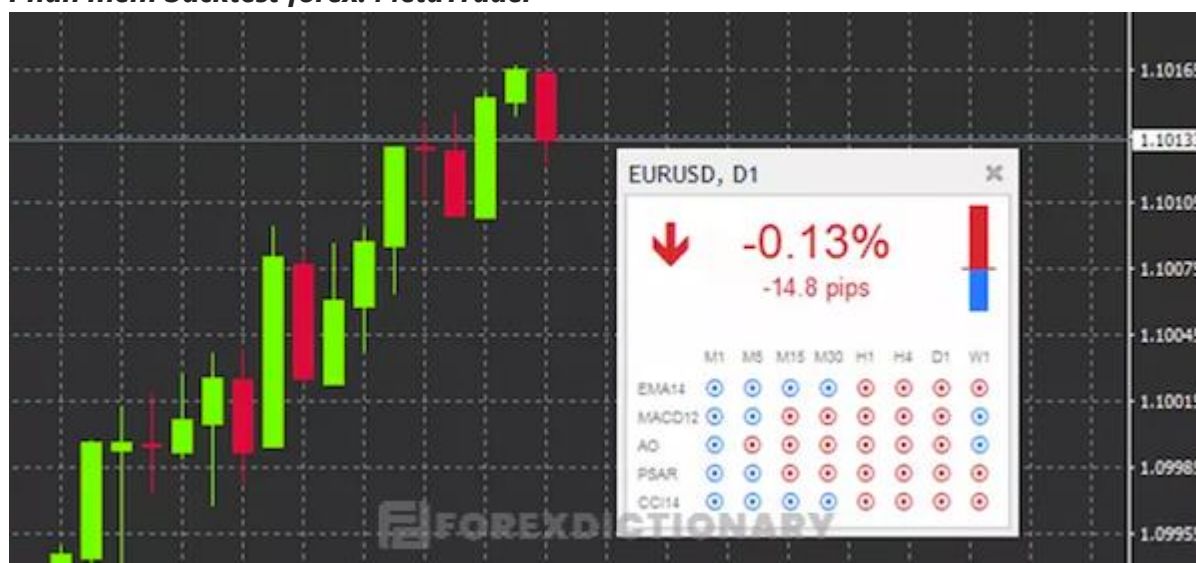 EURUSD, D1
-0.13%
-14.8 pips
M1 M5 M15 M30 H1 H4 D1 W1
EMA14
MACD12
AO
PSAR
CCI14
1.10165
1.10133
1.10105
1.10075
1.10045
1.10015
1.09985
1.09955
FOREXDICTIONARY